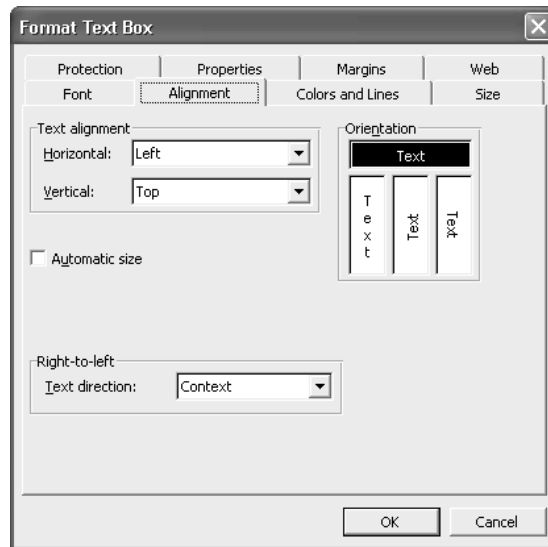 Format Text Box
Protection Properties Margins Web
Font Alignment Colors and Lines Size
Text alignment
Horizontal: Left
Vertical: Top
Automatic size
Orientation
Text
Text Text Text
Right-to-left
Text direction: Context
OK Cancel